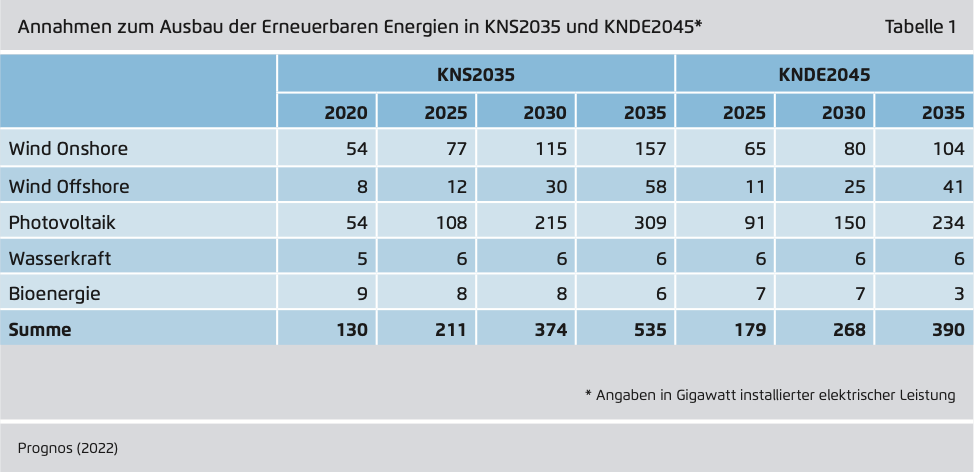 Annahmen zum Ausbau der Erneuerbaren Energien in KNS2035 und KNDE2045* Tabelle 1
KNS2035 KNDE2045
2020 2025 2030 2035 2025 2030 2035
Wind Onshore 54 77 115 157 65 80 104
Wind Offshore 8 12 30 58 11 25 41
Photovoltaik 54 108 215 309 91 150 234
Wasserkraft 5 6 6 6 6 6 6
Bioenergie 9 8 8 6 7 7 3
Summe 130 211 374 535 179 268 390
* Angaben in Gigawatt installierter elektrischer Leistung
Prognos (2022)